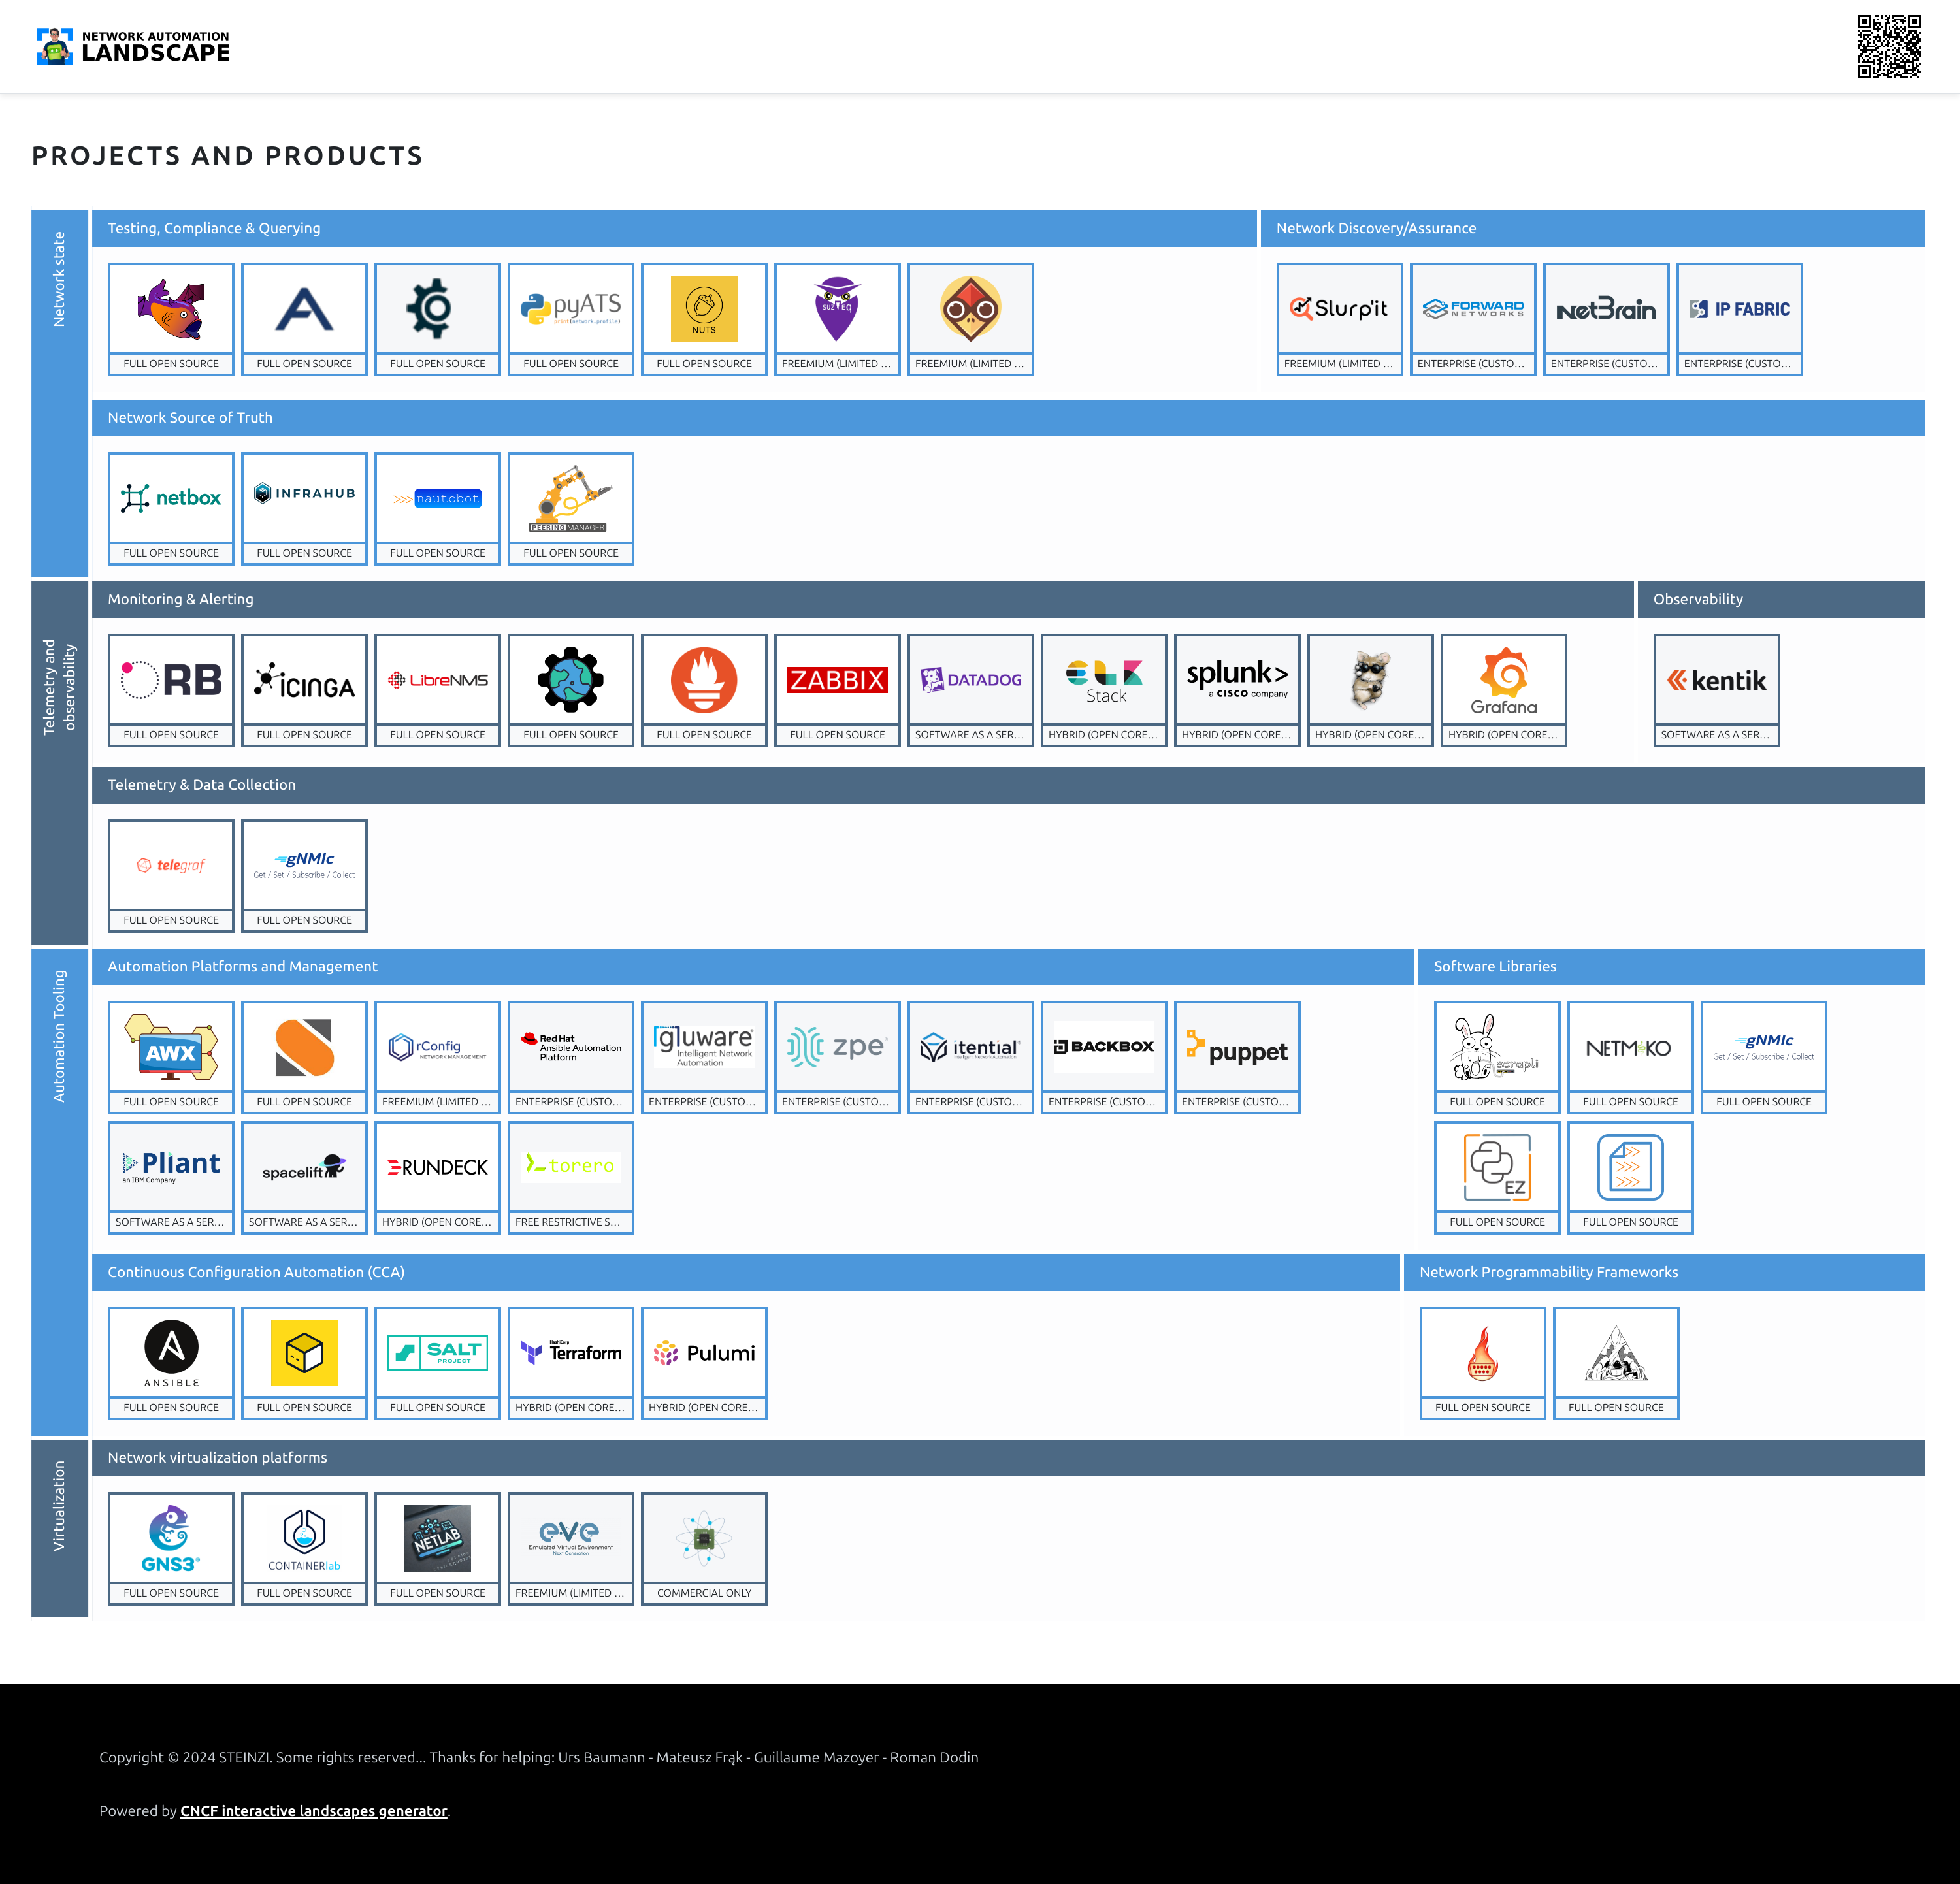 NETWORK AUTOMATION
LANDSCAPE
PROJECTS AND PRODUCTS
Network state
Testing, Compliance & Querying
FULL OPEN SOURCE
FULL OPEN SOURCE
FULL OPEN SOURCE
pyATS
print(network.profile)
FULL OPEN SOURCE
NUTS
FULL OPEN SOURCE
SUZ EQ
FREEMIUM (LIMITED ...
FREEMIUM (LIMITED ...
Network Discovery/Assurance
Slurp'it
FREEMIUM (LIMITED ...
FORWARD
NETWORKS
ENTERPRISE (CUSTO...
netBrain
ENTERPRISE (CUSTO...
IP FABRIC
ENTERPRISE (CUSTO...
Network Source of Truth
netbox
FULL OPEN SOURCE
INFRAHUB
FULL OPEN SOURCE
>>> nautobot
FULL OPEN SOURCE
PEERING MANAGER
FULL OPEN SOURCE
Telemetry and
observability
Monitoring & Alerting
RB
FULL OPEN SOURCE
iCINGA
FULL OPEN SOURCE
LibreNMS
FULL OPEN SOURCE
FULL OPEN SOURCE
FULL OPEN SOURCE
ZABBIX
FULL OPEN SOURCE
DATADOG
SOFTWARE AS A SER...
ELK
Stack
HYBRID (OPEN CORE...
splunk>
a CISCO company
HYBRID (OPEN CORE...
HYBRID (OPEN CORE...
Grafana
HYBRID (OPEN CORE...
Observability
kentik
SOFTWARE AS A SER...
Telemetry & Data Collection
telegraf
FULL OPEN SOURCE
gNMIc
Get / Set / Subscribe / Collect
FULL OPEN SOURCE
Automation Tooling
Automation Platforms and Management
AWX
FULL OPEN SOURCE
FULL OPEN SOURCE
rConfig
NETWORK MANAGEMENT
FREEMIUM (LIMITED ...
Red Hat
Ansible Automation
Platform
ENTERPRISE (CUSTO...
gluware
Intelligent Network
Automation
ENTERPRISE (CUSTO...
zpe
ENTERPRISE (CUSTO...
itential
Intelligent Network Automation
ENTERPRISE (CUSTO...
BACKBOX
ENTERPRISE (CUSTO...
puppet
ENTERPRISE (CUSTO...
Pliant
an IBM Company
SOFTWARE AS A SER...
spacelift
SOFTWARE AS A SER...
RUNDECK
HYBRID (OPEN CORE...
torero
FREE RESTRICTIVE S...
Software Libraries
scrapli
FULL OPEN SOURCE
NETMIKO
FULL OPEN SOURCE
gNMIc
Get / Set / Subscribe / Collect
FULL OPEN SOURCE
EZ
FULL OPEN SOURCE
FULL OPEN SOURCE
Continuous Configuration Automation (CCA)
ANSIBLE
FULL OPEN SOURCE
FULL OPEN SOURCE
SALT
PROJECT
FULL OPEN SOURCE
HashiCorp
Terraform
HYBRID (OPEN CORE...
Pulumi
HYBRID (OPEN CORE...
Network Programmability Frameworks
FULL OPEN SOURCE
FULL OPEN SOURCE
Virtualization
Network virtualization platforms
GNS3
FULL OPEN SOURCE
CONTAINERlab
FULL OPEN SOURCE
NETLAB
FULL OPEN SOURCE
eve
Emulated Virtual Environment
Next Generation
FREEMIUM (LIMITED ...
COMMERCIAL ONLY
Copyright © 2024 STEINZI. Some rights reserved... Thanks for helping: Urs Baumann - Mateusz Frąk - Guillaume Mazoyer - Roman Dodin
Powered by CNCF interactive landscapes generator.